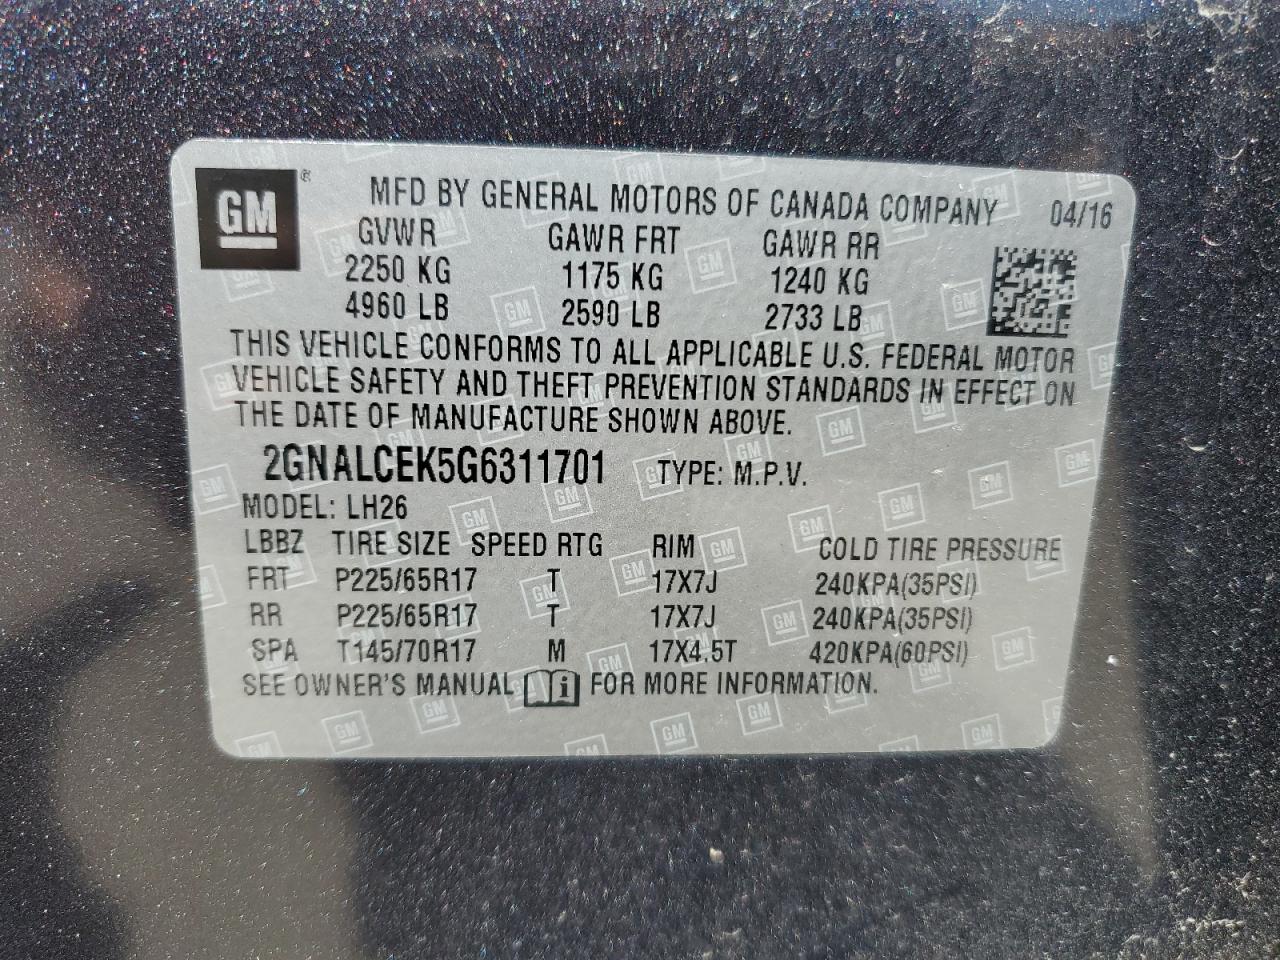 GM ® MFD BY GENERAL MOTORS OF CANADA COMPANY 04/16
GVWR GAWR FRT GAWR RR
2250 KG 1175 KG 1240 KG
4960 LB 2590 LB 2733 LB
THIS VEHICLE CONFORMS TO ALL APPLICABLE U.S. FEDERAL MOTOR
VEHICLE SAFETY AND THEFT PREVENTION STANDARDS IN EFFECT ON
THE DATE OF MANUFACTURE SHOWN ABOVE.
2GNALCEK5G6311701 TYPE: M.P.V.
MODEL: LH26
LBBZ TIRE SIZE SPEED RTG RIM COLD TIRE PRESSURE
FRT P225/65R17 T 17X7J 240KPA(35PSI)
RR P225/65R17 T 17X7J 240KPA(35PSI)
SPA T145/70R17 M 17X4.5T 420KPA(60PSI)
SEE OWNER'S MANUAL i FOR MORE INFORMATION.